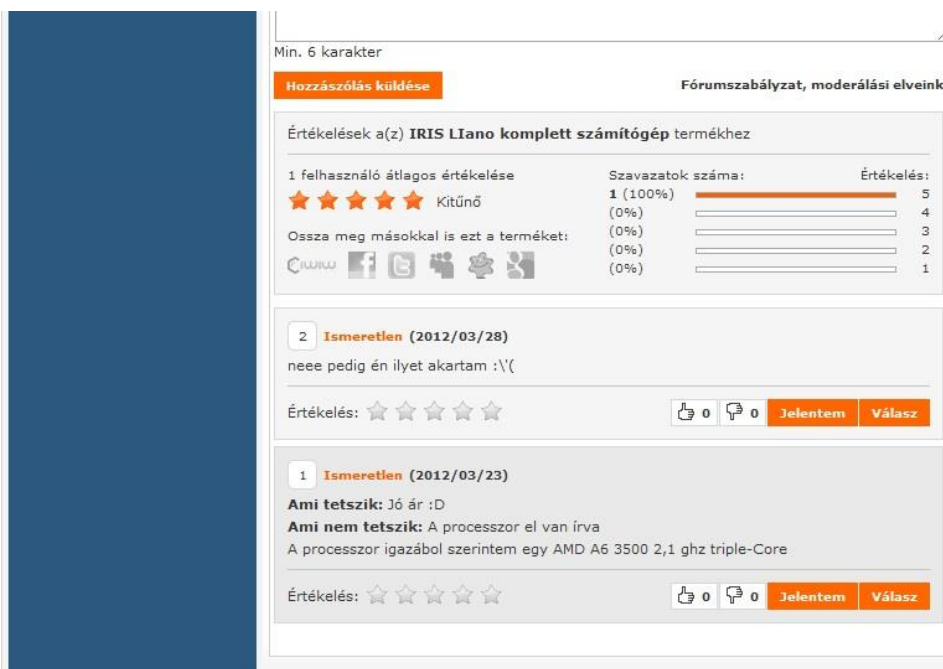 Min. 6 karakter
Hozzászólás küldése
Fórumszabályzat, moderálási elveink
Értékelések a(z) IRIS LIano komplett számítógép termékhez
1 felhasználó átlagos értékelése
Kitűnő
Ossza meg másokkal is ezt a terméket:
iwiw
Szavazatok száma: Értékelés:
1 (100%) 5
(0%) 4
(0%) 3
(0%) 2
(0%) 1
2 Ismeretlen (2012/03/28)
neee pedig én ilyet akartam :\'(
Értékelés:
0 0 Jelentem Válasz
1 Ismeretlen (2012/03/23)
Ami tetszik: Jó ár :D
Ami nem tetszik: A processzor el van írva
A processzor igazábol szerintem egy AMD A6 3500 2,1 ghz triple-Core
Értékelés:
0 0 Jelentem Válasz